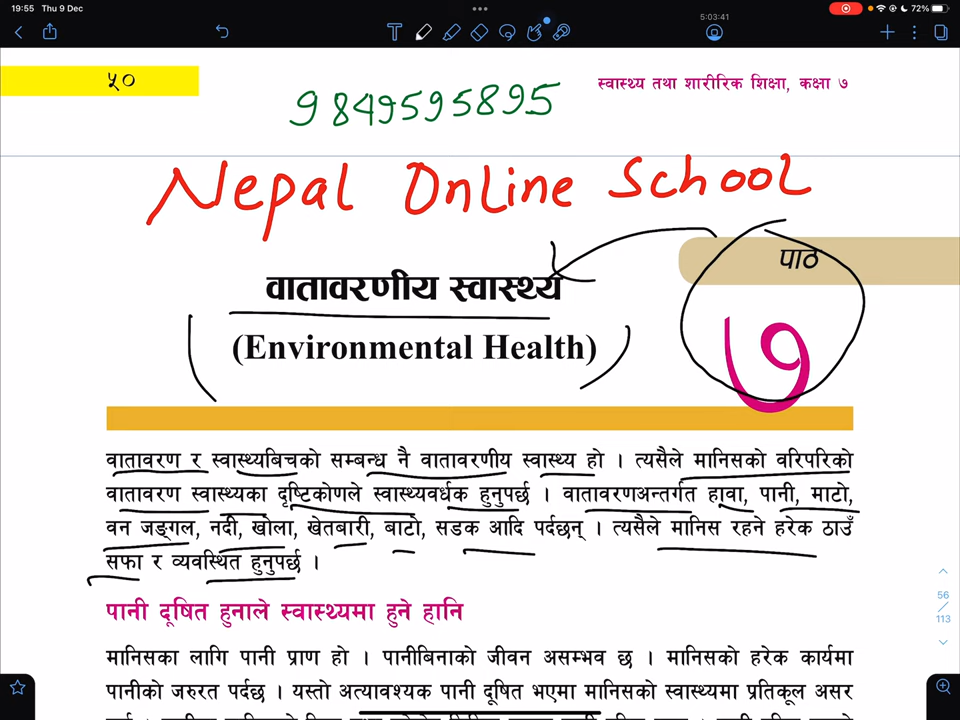 19:55 Thu 9 Dec
5:03:41
72%
५०
9849595895
स्वास्थ्य तथा शारीरिक शिक्षा, कक्षा ७
Nepal Online School
पाठ
७
वातावरणीय स्वास्थ्य
(Environmental Health)
वातावरण र स्वास्थ्यबिचको सम्बन्ध नै वातावरणीय स्वास्थ्य हो । त्यसैले मानिसको वरिपरिको
वातावरण स्वास्थ्यका दृष्टिकोणले स्वास्थ्यवर्धक हुनुपर्छ । वातावरणअन्तर्गत हावा, पानी, माटो,
वन जङ्गल, नदी, खोला, खेतबारी, बाटो, सडक आदि पर्दछन् । त्यसैले मानिस रहने हरेक ठाउँ
सफा र व्यवस्थित हुनुपर्छ ।
पानी दूषित हुनाले स्वास्थ्यमा हुने हानि
मानिसका लागि पानी प्राण हो । पानीबिनाको जीवन असम्भव छ । मानिसको हरेक कार्यमा
पानीको जरुरत पर्दछ । यस्तो अत्यावश्यक पानी दूषित भएमा मानिसको स्वास्थ्यमा प्रतिकूल असर
56
113